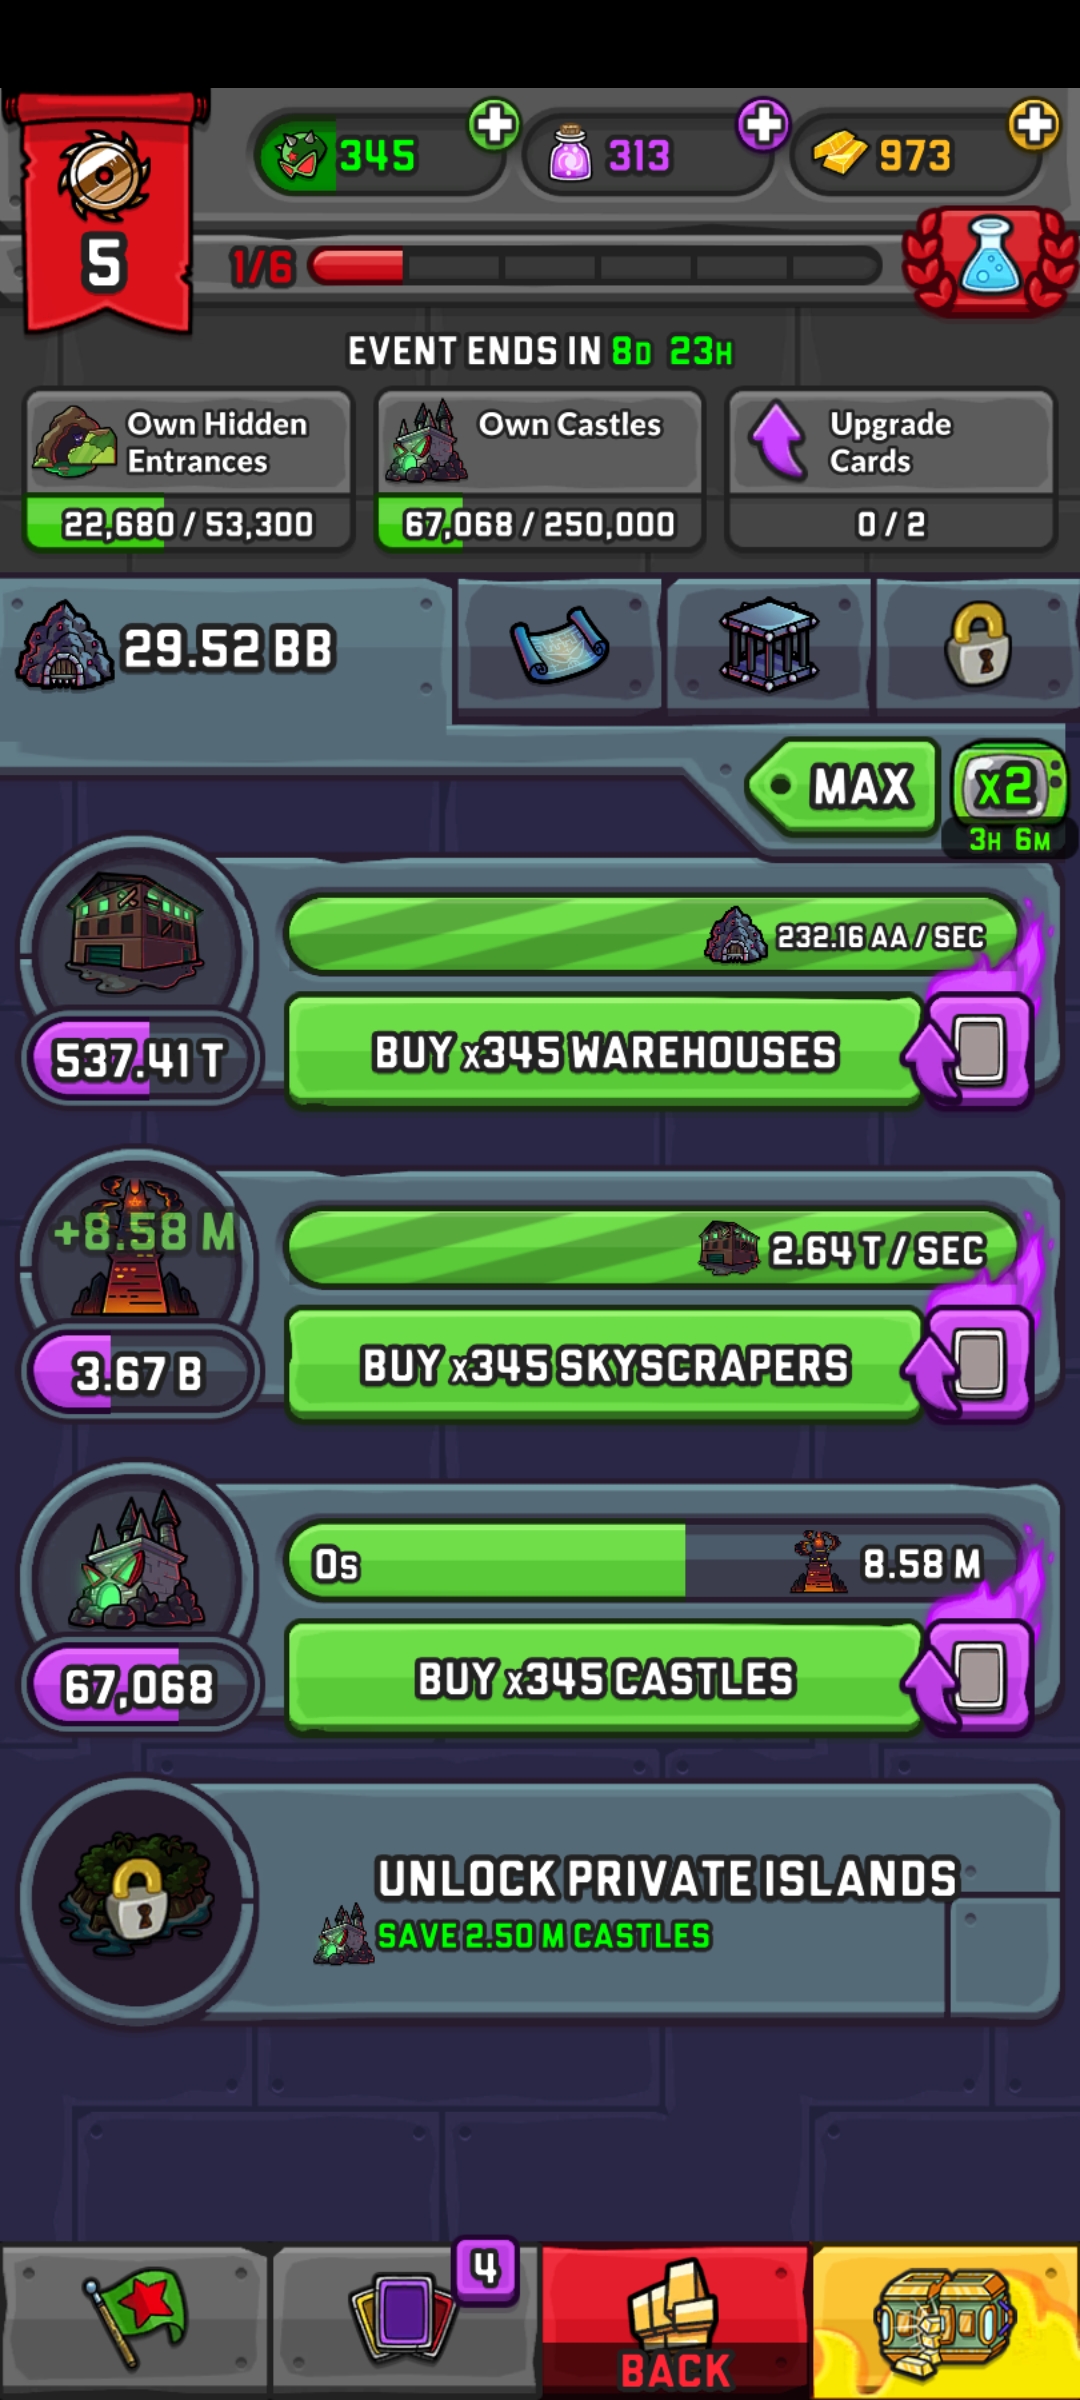 345
313
973
5
1/6
EVENT ENDS IN 8D 23H
Own Hidden
Entrances
22,680 / 53,300
Own Castles
67,068 / 250,000
Upgrade
Cards
0 / 2
29.52 BB
MAX
x2
3H 6M
232.16 AA / SEC
537.41 T
BUY x345 WAREHOUSES
+8.58 M
2.64 T / SEC
3.67 B
BUY x345 SKYSCRAPERS
0s
8.58 M
67,068
BUY x345 CASTLES
UNLOCK PRIVATE ISLANDS
SAVE 2.50 M CASTLES
4
BACK